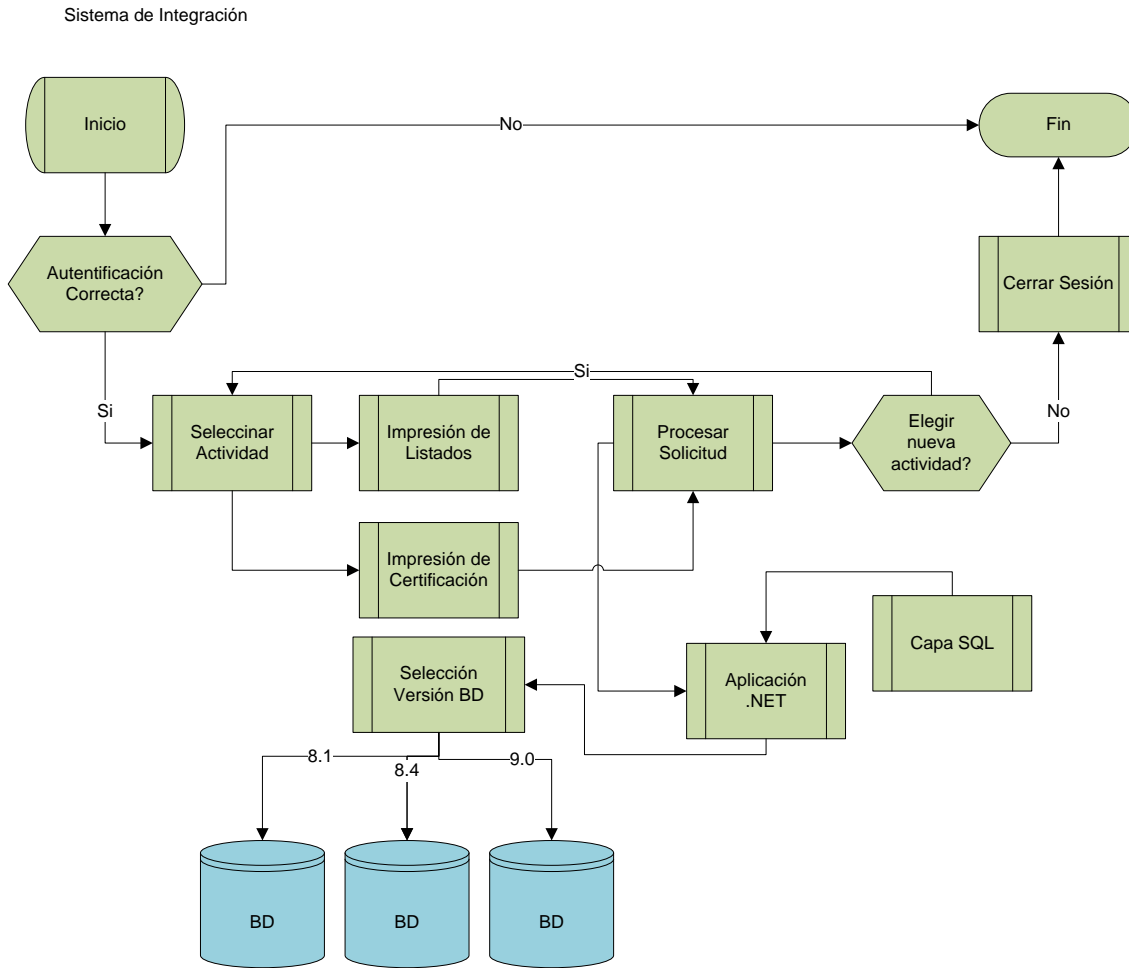 Sistema de Integración
Inicio
No
Fin
Autentificación
Correcta?
Cerrar Sesión
Si
Si
No
Seleccinar
Actividad
Impresión de
Listados
Procesar
Solicitud
Elegir
nueva
actividad?
Impresión de
Certificación
Capa SQL
Selección
Versión BD
Aplicación
.NET
8.1
8.4
9.0
BD
BD
BD